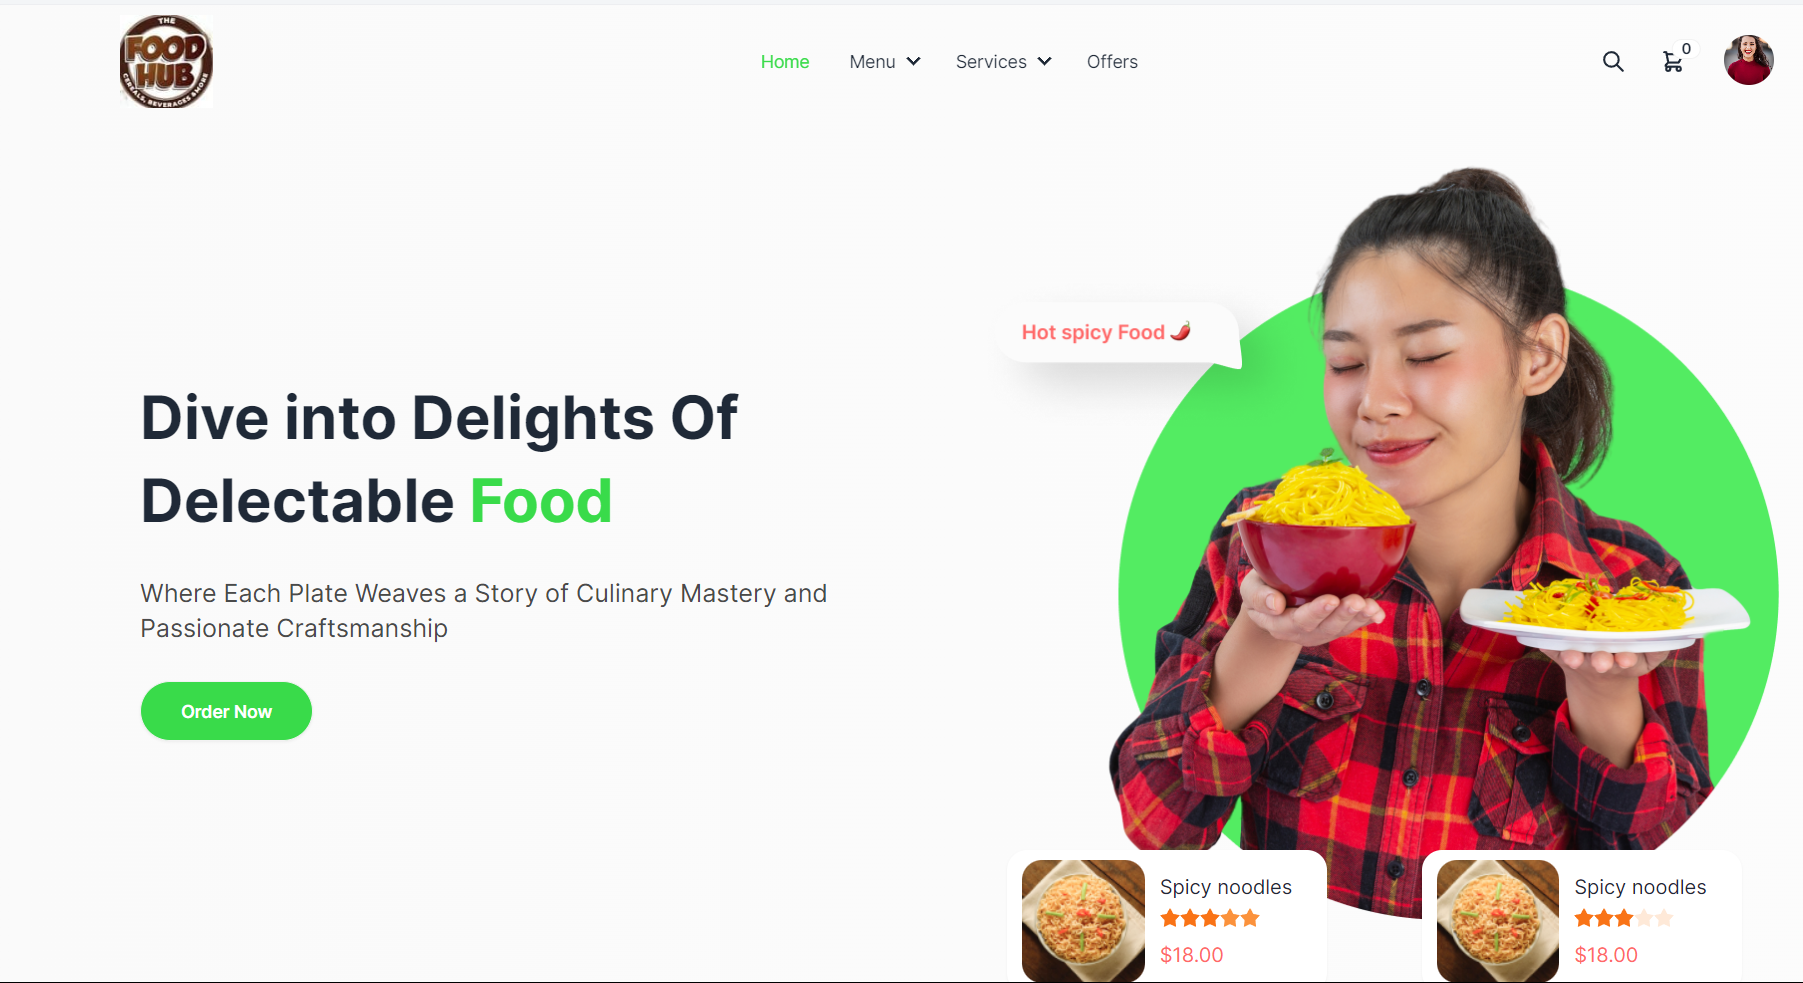 THE
FOOD
HUB
CEREALS, BEVERAGES & MORE
Home
Menu
Services
Offers
0
Hot spicy Food 🌶️
Dive into Delights Of
Delectable Food
Where Each Plate Weaves a Story of Culinary Mastery and
Passionate Craftsmanship
Order Now
Spicy noodles
$18.00
Spicy noodles
$18.00